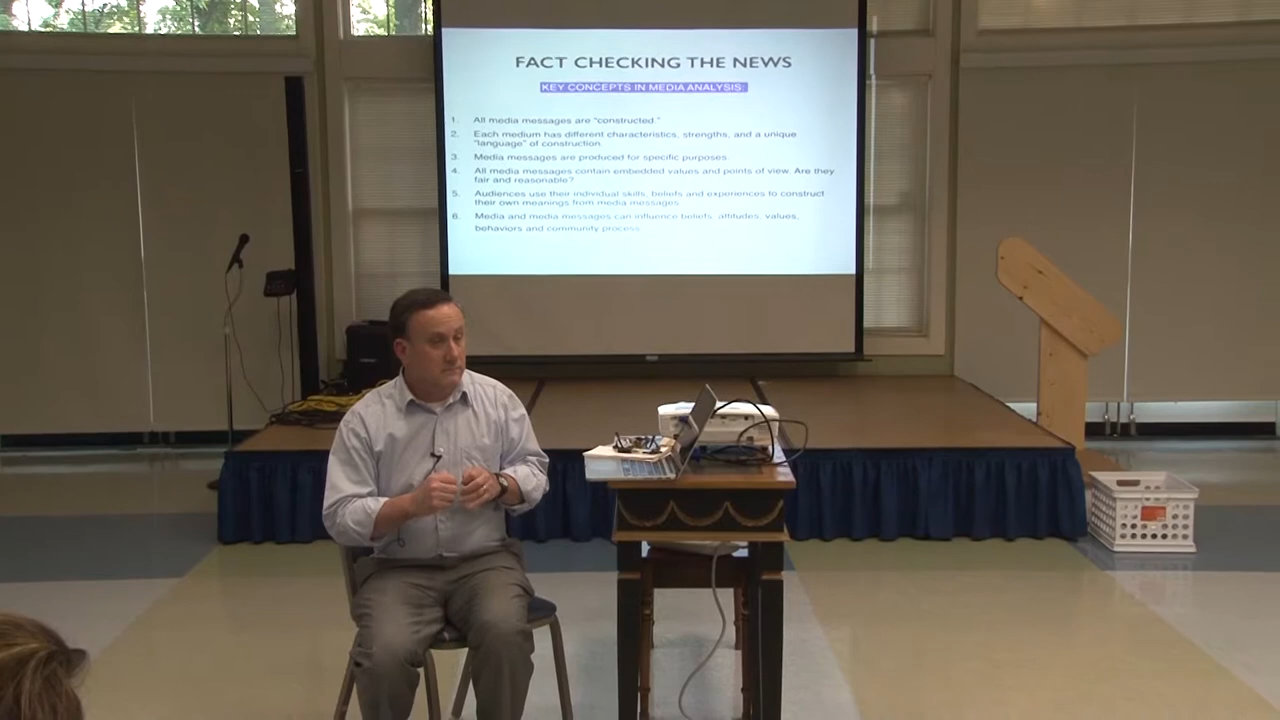 FACT CHECKING THE NEWS
KEY CONCEPTS IN MEDIA ANALYSIS:
1. All media messages are "constructed."
2. Each medium has different characteristics, strengths, and a unique
"language" of construction.
3. Media messages are produced for specific purposes.
4. All media messages contain embedded values and points of view. Are they
fair and reasonable?
5. Audiences use their individual skills, beliefs and experiences to construct
their own meanings from media messages.
6. Media and media messages can influence beliefs, attitudes, values,
behaviors and community process.